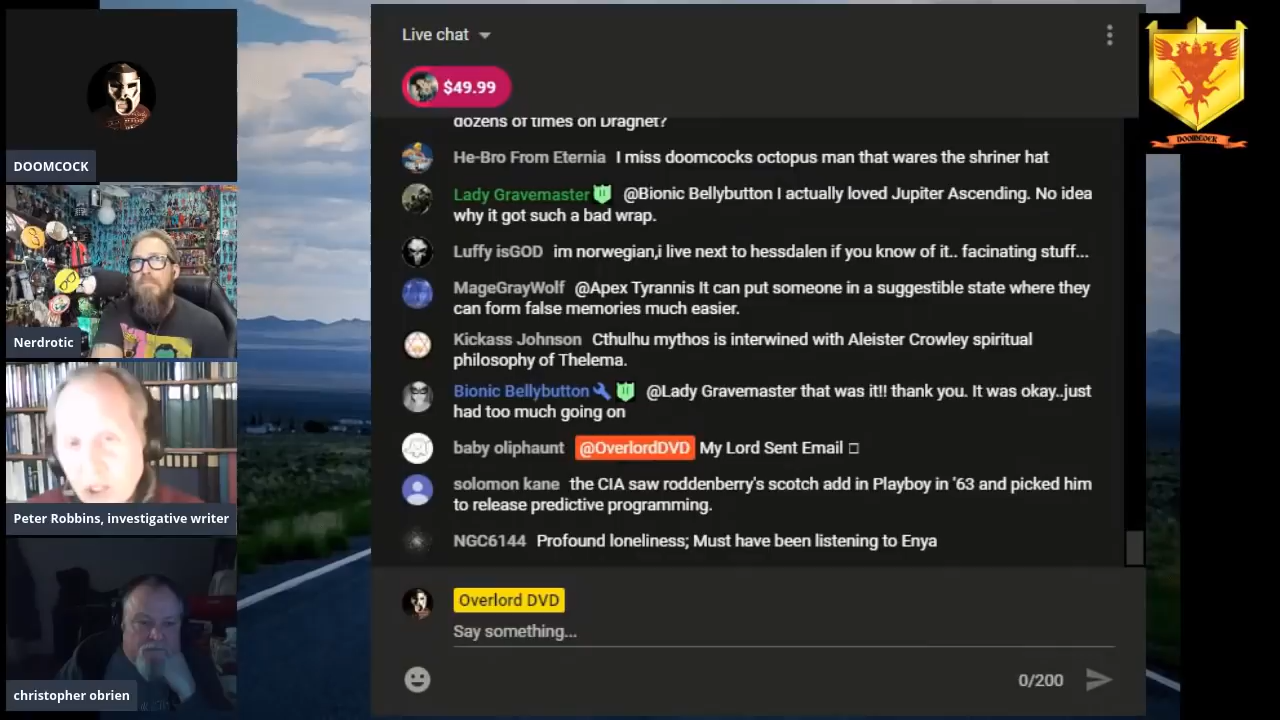 DOOMCOCK
Nerdrotic
Peter Robbins, investigative writer
christopher obrien
Live chat
$49.99
dozens of times on Dragnet?
He-Bro From Eternia I miss doomcocks octopus man that wares the shriner hat
Lady Gravemaster @Bionic Bellybutton I actually loved Jupiter Ascending. No idea
why it got such a bad wrap.
Luffy isGOD im norwegian,i live next to hessdalen if you know of it.. facinating stuff...
MageGrayWolf @Apex Tyrannis It can put someone in a suggestible state where they
can form false memories much easier.
Kickass Johnson Cthulhu mythos is interwined with Aleister Crowley spiritual
philosophy of Thelema.
Bionic Bellybutton @Lady Gravemaster that was it!! thank you. It was okay..just
had too much going on
baby oliphaunt @OverlordDVD My Lord Sent Email
solomon kane the CIA saw roddenberry's scotch add in Playboy in '63 and picked him
to release predictive programming.
NGC6144 Profound loneliness; Must have been listening to Enya
Overlord DVD
Say something...
0/200
DOOMCOCK